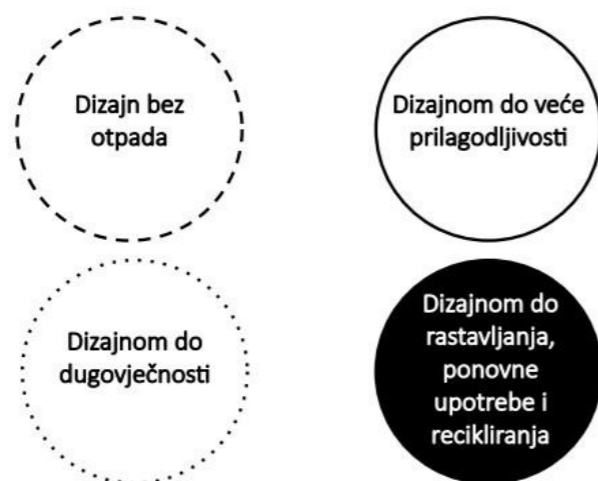 Dizajn bez
otpada
Dizajnom do veće
prilagodljivosti
Dizajnom do
dugovječnosti
Dizajnom do
rastavljanja,
ponovne
upotrebe i
recikliranja